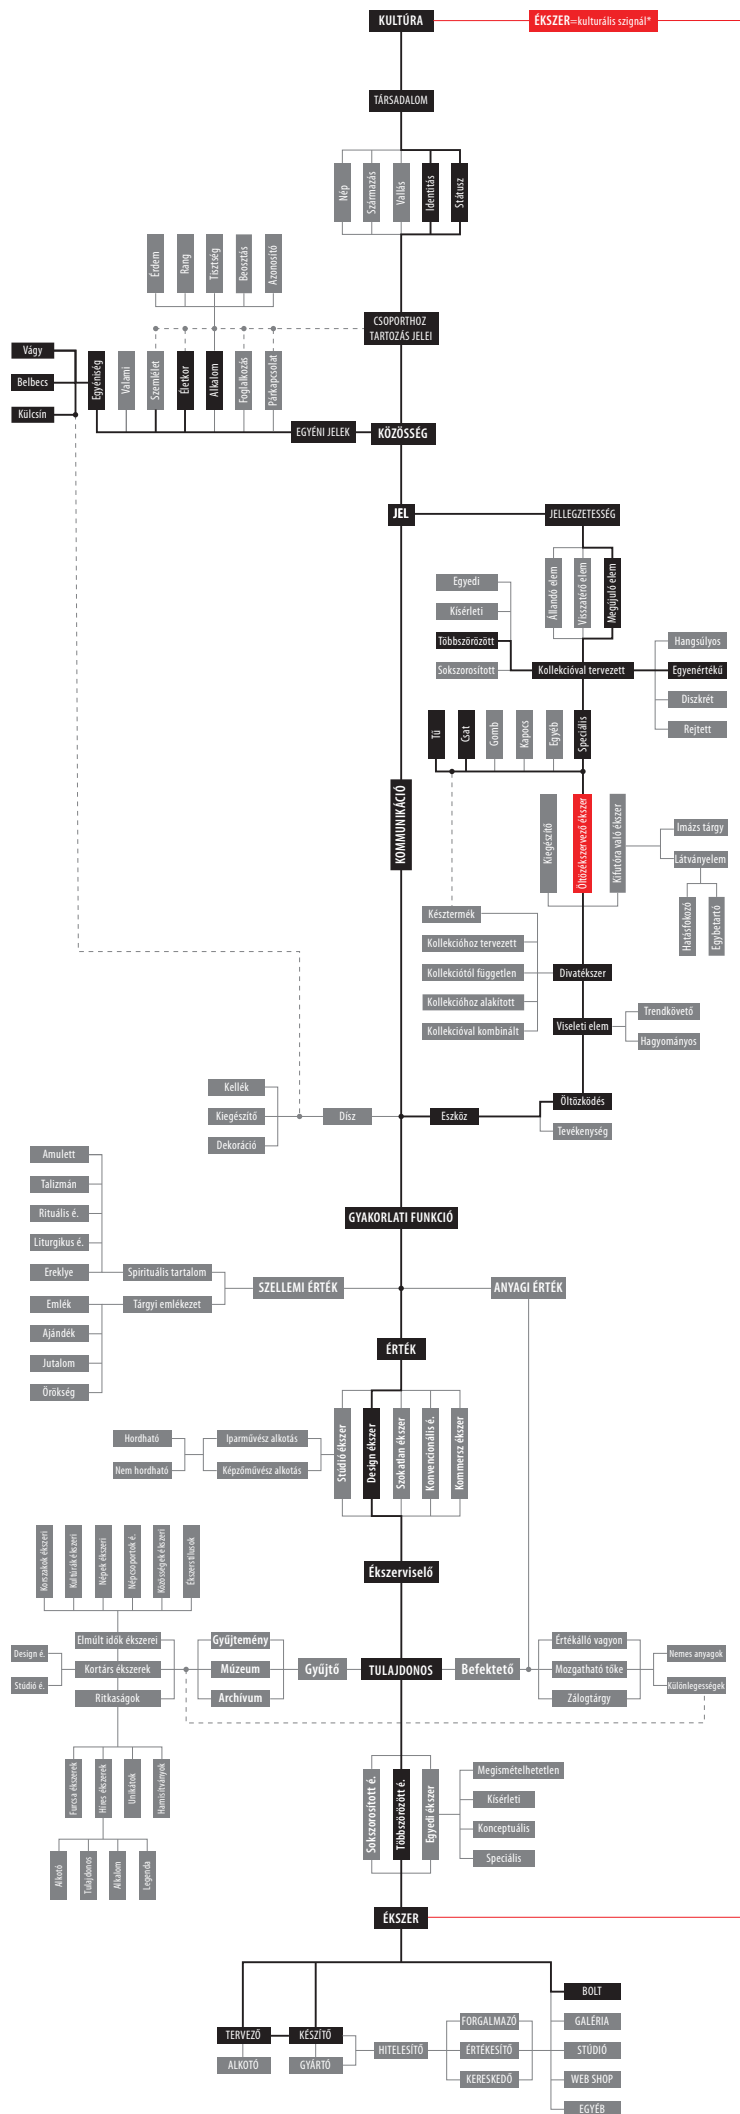 KULTÚRA
ÉKSZER=kulturális szignál*
TÁRSADALOM
Nép
Származás
Vallás
Identitás
Státusz
Érdem
Rang
Tisztség
Beosztás
Azonosító
CSOPORTHOZ
TARTOZÁS JELEI
Vágy
Belbecs
Külcsín
Egyéniség
Valami
Szemlélet
Életkor
Alkalom
Foglalkozás
Párkapcsolat
EGYÉNI JELEK
KÖZÖSSÉG
JEL
JELLEGZETESSÉG
Állandó elem
Visszatérő elem
Megújuló elem
Egyedi
Kísérleti
Többszörözött
Sokszorosított
Kollekcióval tervezett
Hangsúlyos
Egyenértékű
Diszkrét
Rejtett
Tű
Csat
Gomb
Kapocs
Egyéb
Speciális
KOMMUNIKÁCIÓ
Kiegészítő
Öltözékszervező ékszer
Kifutóra való ékszer
Imázs tárgy
Látványelem
Hatásfokozó
Egybetartó
Késztermék
Kollekcióhoz tervezett
Kollekciótól független
Kollekcióhoz alakított
Kollekcióval kombinált
Divatékszer
Viseleti elem
Trendkövető
Hagyományos
Kellék
Kiegészítő
Dekoráció
Dísz
Eszköz
Öltözködés
Tevékenység
Amulett
Talizmán
Rituális é.
Liturgikus é.
Ereklye
Emlék
Ajándék
Jutalom
Örökség
Spirituális tartalom
Tárgyi emlékezet
GYAKORLATI FUNKCIÓ
SZELLEMI ÉRTÉK
ANYAGI ÉRTÉK
ÉRTÉK
Hordható
Nem hordható
Iparművész alkotás
Képzőművész alkotás
Stúdió ékszer
Design ékszer
Szokatlan ékszer
Konvencionális é.
Kommersz ékszer
Ékszerviselő
Korszakok ékszeri
Kultúrák ékszeri
Népek ékszeri
Népcsoportok é.
Közösségek ékszeri
Ékszerstílusok
Design é.
Stúdió é.
Elmúlt idők ékszerei
Kortárs ékszerek
Ritkaságok
Gyűjtemény
Múzeum
Archívum
Gyűjtő
TULAJDONOS
Befektető
Értékálló vagyon
Mozgatható tőke
Zálogtárgy
Nemes anyagok
Különlegességek
Furcsa ékszerek
Híres ékszerek
Unikátok
Hamisítványok
Alkotó
Tulajdonos
Alkalom
Legenda
Sokszorosított é.
Többszörözött é.
Egyedi ékszer
Megismételhetetlen
Kísérleti
Konceptuális
Speciális
ÉKSZER
TERVEZŐ
KÉSZÍTŐ
ALKOTÓ
GYÁRTÓ
HITELESÍTŐ
FORGALMAZÓ
ÉRTÉKESÍTŐ
KERESKEDŐ
BOLT
GALÉRIA
STÚDIÓ
WEB SHOP
EGYÉB